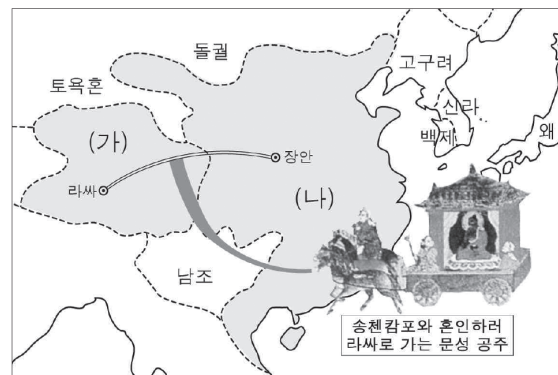 돌궐
고구려
토욕혼
신라
왜
(가)
백제
장안
라싸
(나)
남조
송첸캄포와 혼인하러
라싸로 가는 문성 공주